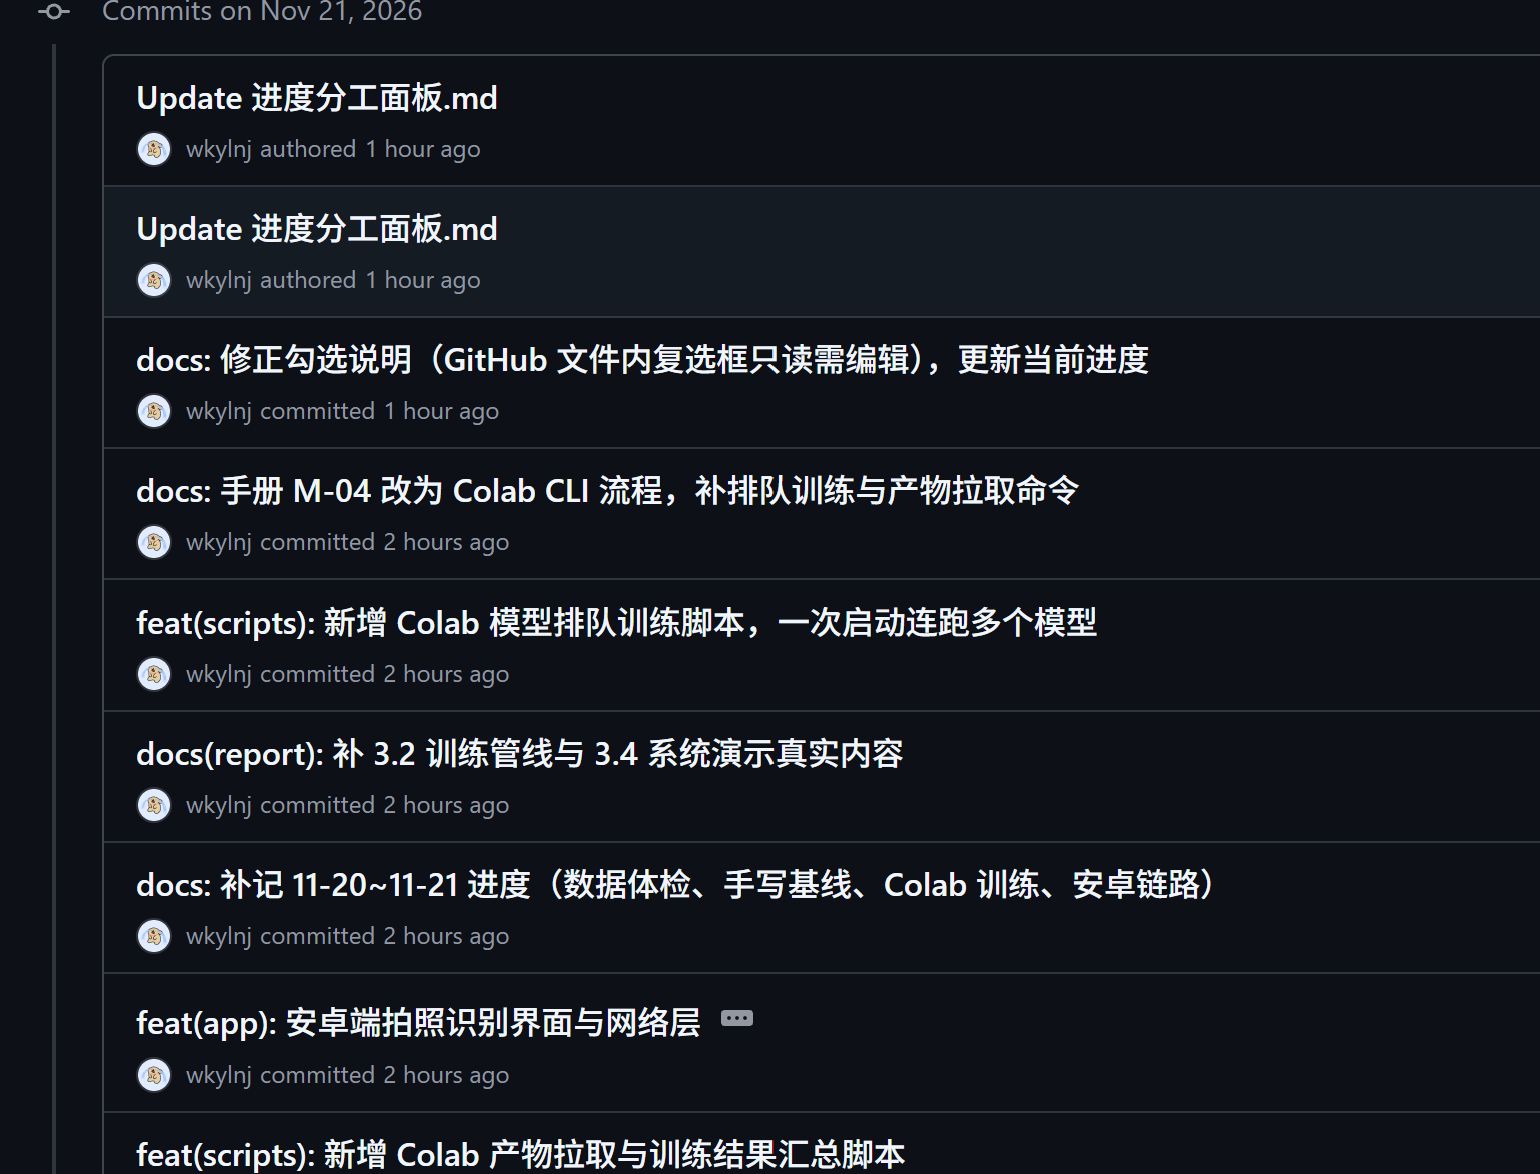 Commits on Nov 21, 2026
Update 进度分工面板.md
wkylnj authored 1 hour ago
Update 进度分工面板.md
wkylnj authored 1 hour ago
docs: 修正勾选说明（GitHub 文件内复选框只读需编辑），更新当前进度
wkylnj committed 1 hour ago
docs: 手册 M-04 改为 Colab CLI 流程，补排队训练与产物拉取命令
wkylnj committed 2 hours ago
feat(scripts): 新增 Colab 模型排队训练脚本，一次启动连跑多个模型
wkylnj committed 2 hours ago
docs(report): 补 3.2 训练管线与 3.4 系统演示真实内容
wkylnj committed 2 hours ago
docs: 补记 11-20~11-21 进度（数据体检、手写基线、Colab 训练、安卓链路）
wkylnj committed 2 hours ago
feat(app): 安卓端拍照识别界面与网络层
wkylnj committed 2 hours ago
feat(scripts): 新增 Colab 产物拉取与训练结果汇总脚本